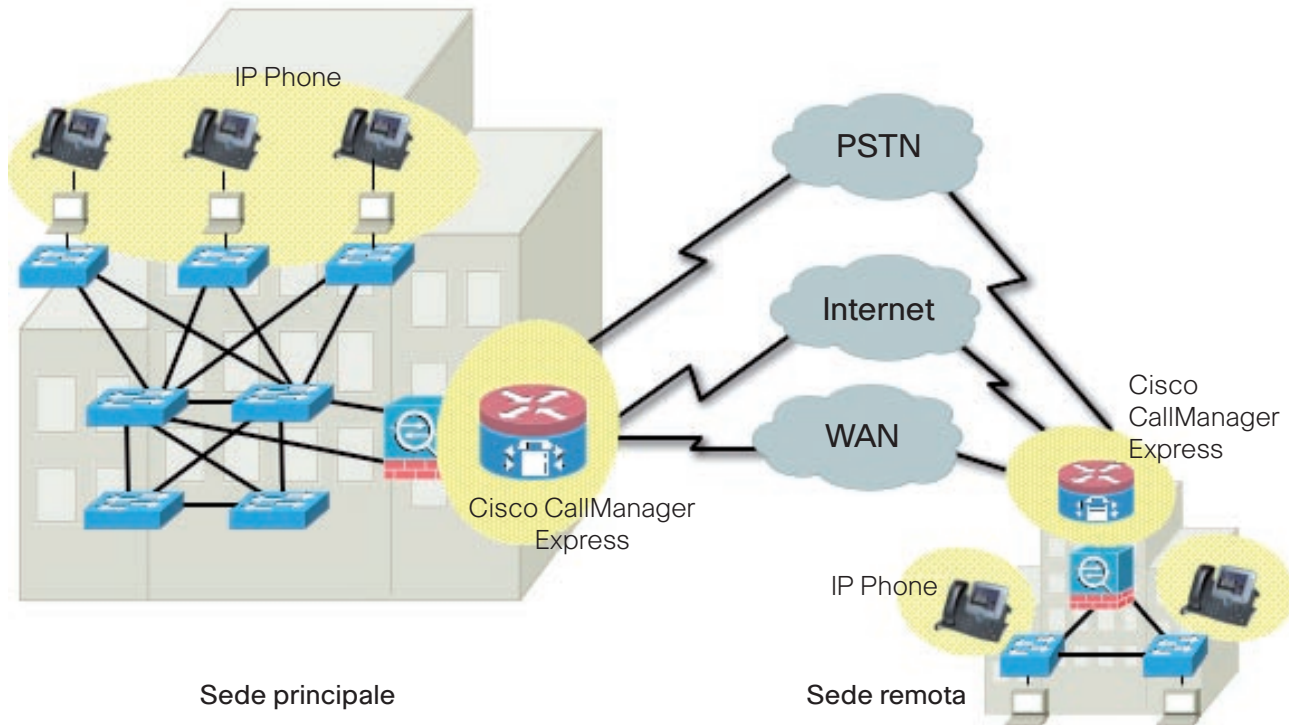 IP Phone
PSTN
Internet
WAN
Cisco CallManager
Express
Cisco
CallManager
Express
IP Phone
Sede principale
Sede remota